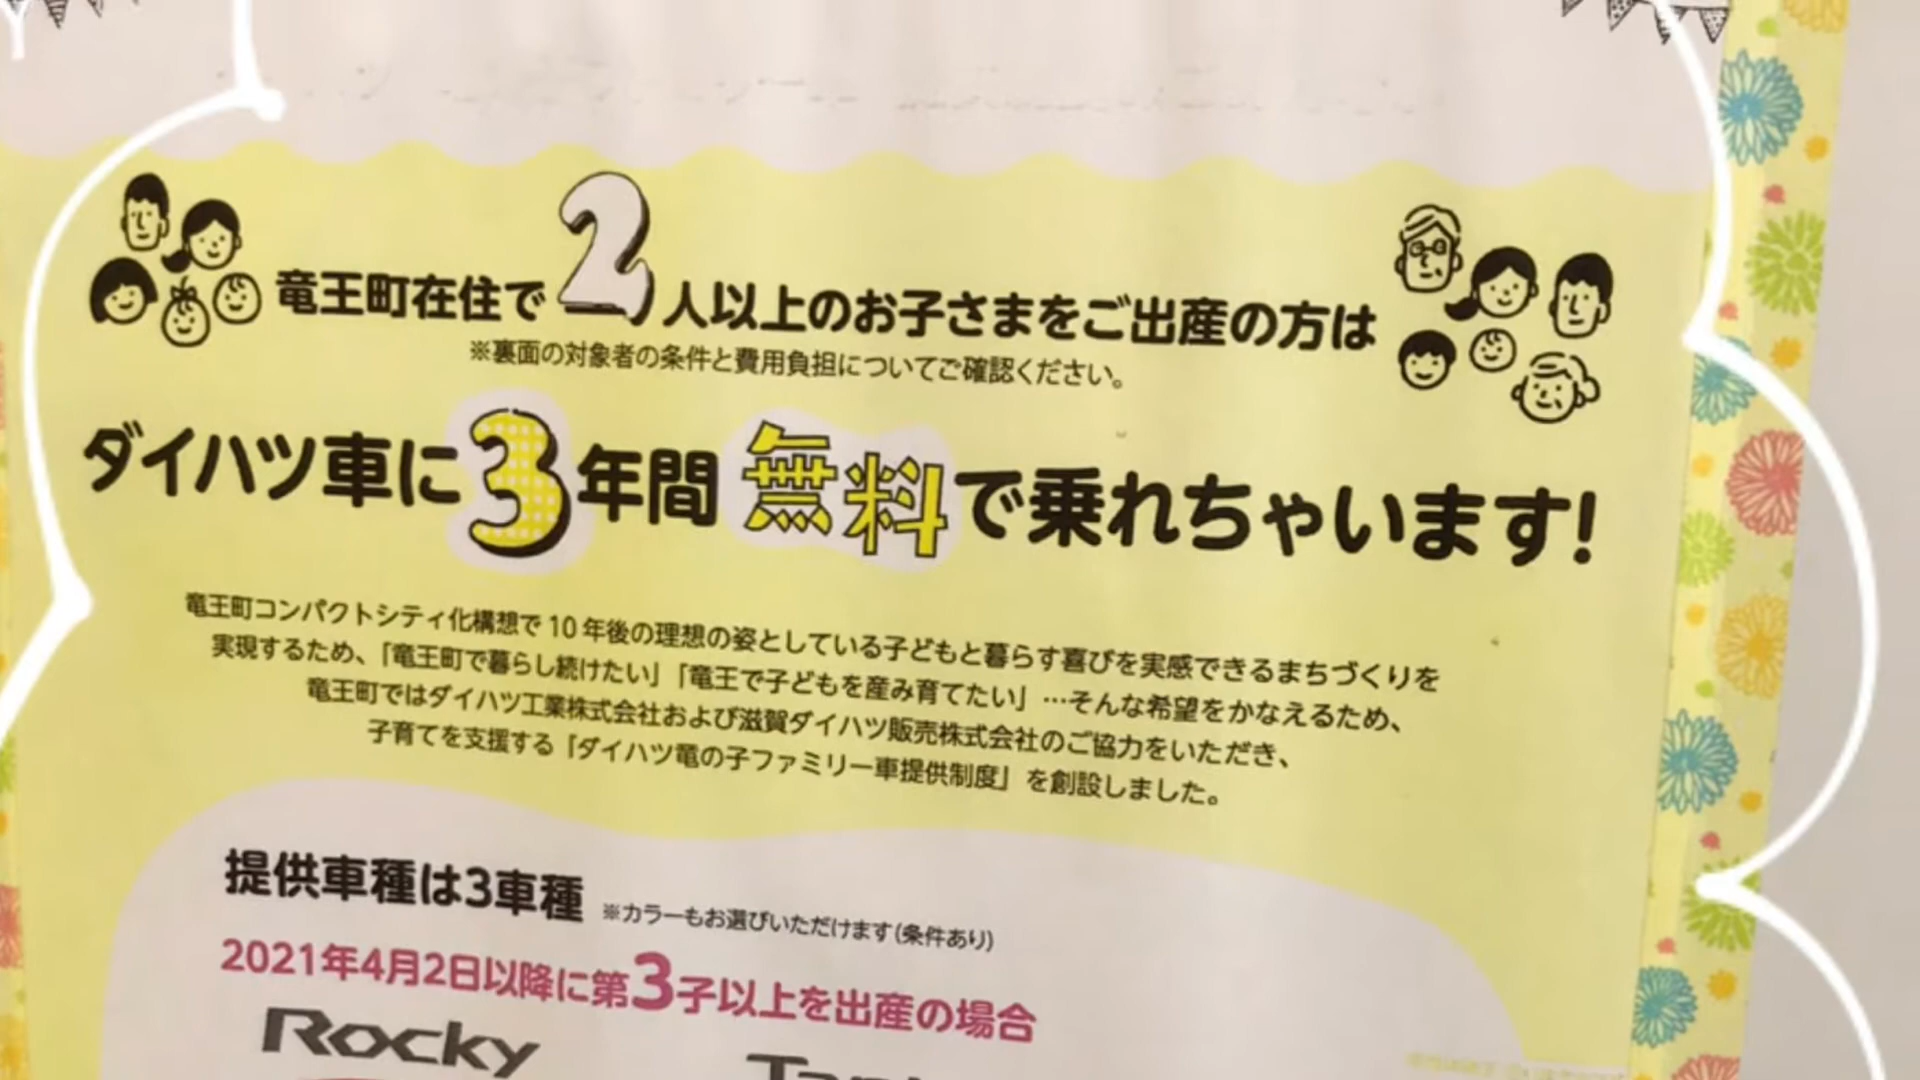 竜王町在住で2人以上のお子さまをご出産の方は
※裏面の対象者の条件と費用負担についてご確認ください。
ダイハツ車に3年間無料で乗れちゃいます!
竜王町コンパクトシティ化構想で10年後の理想の姿としている子どもと暮らす喜びを実感できるまちづくりを
実現するため、「竜王町で暮らし続けたい」「竜王で子どもを産み育てたい」…そんな希望をかなえるため、
竜王町ではダイハツ工業株式会社および滋賀ダイハツ販売株式会社のご協力をいただき、
子育てを支援する「ダイハツ竜の子ファミリー車提供制度」を創設しました。
提供車種は3車種 ※カラーもお選びいただけます(条件あり)
2021年4月2日以降に第3子以上を出産の場合
Rocky